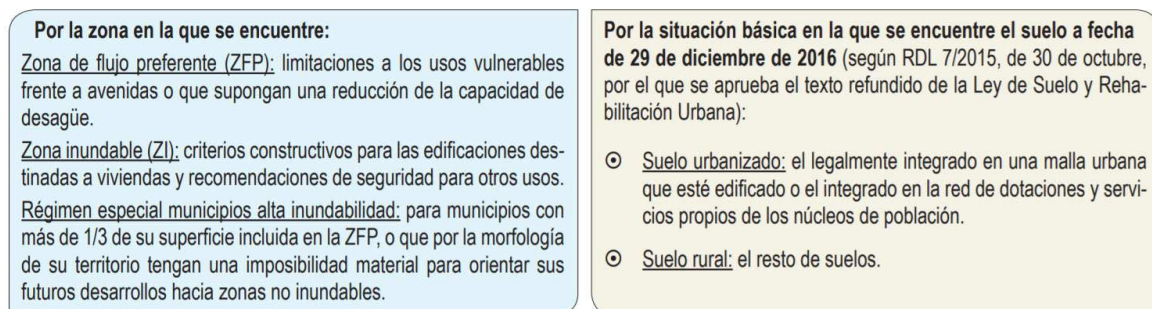 Por la zona en la que se encuentre:
Zona de flujo preferente (ZFP): limitaciones a los usos vulnerables
frente a avenidas o que supongan una reducción de la capacidad de
desagüe.
Zona inundable (ZI): criterios constructivos para las edificaciones des-
tinadas a viviendas y recomendaciones de seguridad para otros usos.
Régimen especial municipios alta inundabilidad: para municipios con
más de 1/3 de su superficie incluida en la ZFP, o que por la morfología
de su territorio tengan una imposibilidad material para orientar sus
futuros desarrollos hacia zonas no inundables.
Por la situación básica en la que se encuentre el suelo a fecha
de 29 de diciembre de 2016 (según RDL 7/2015, de 30 de octubre,
por el que se aprueba el texto refundido de la Ley de Suelo y Reha-
bilitación Urbana):
Suelo urbanizado: el legalmente integrado en una malla urbana
que esté edificado o el integrado en la red de dotaciones y servi-
cios propios de los núcleos de población.
Suelo rural: el resto de suelos.